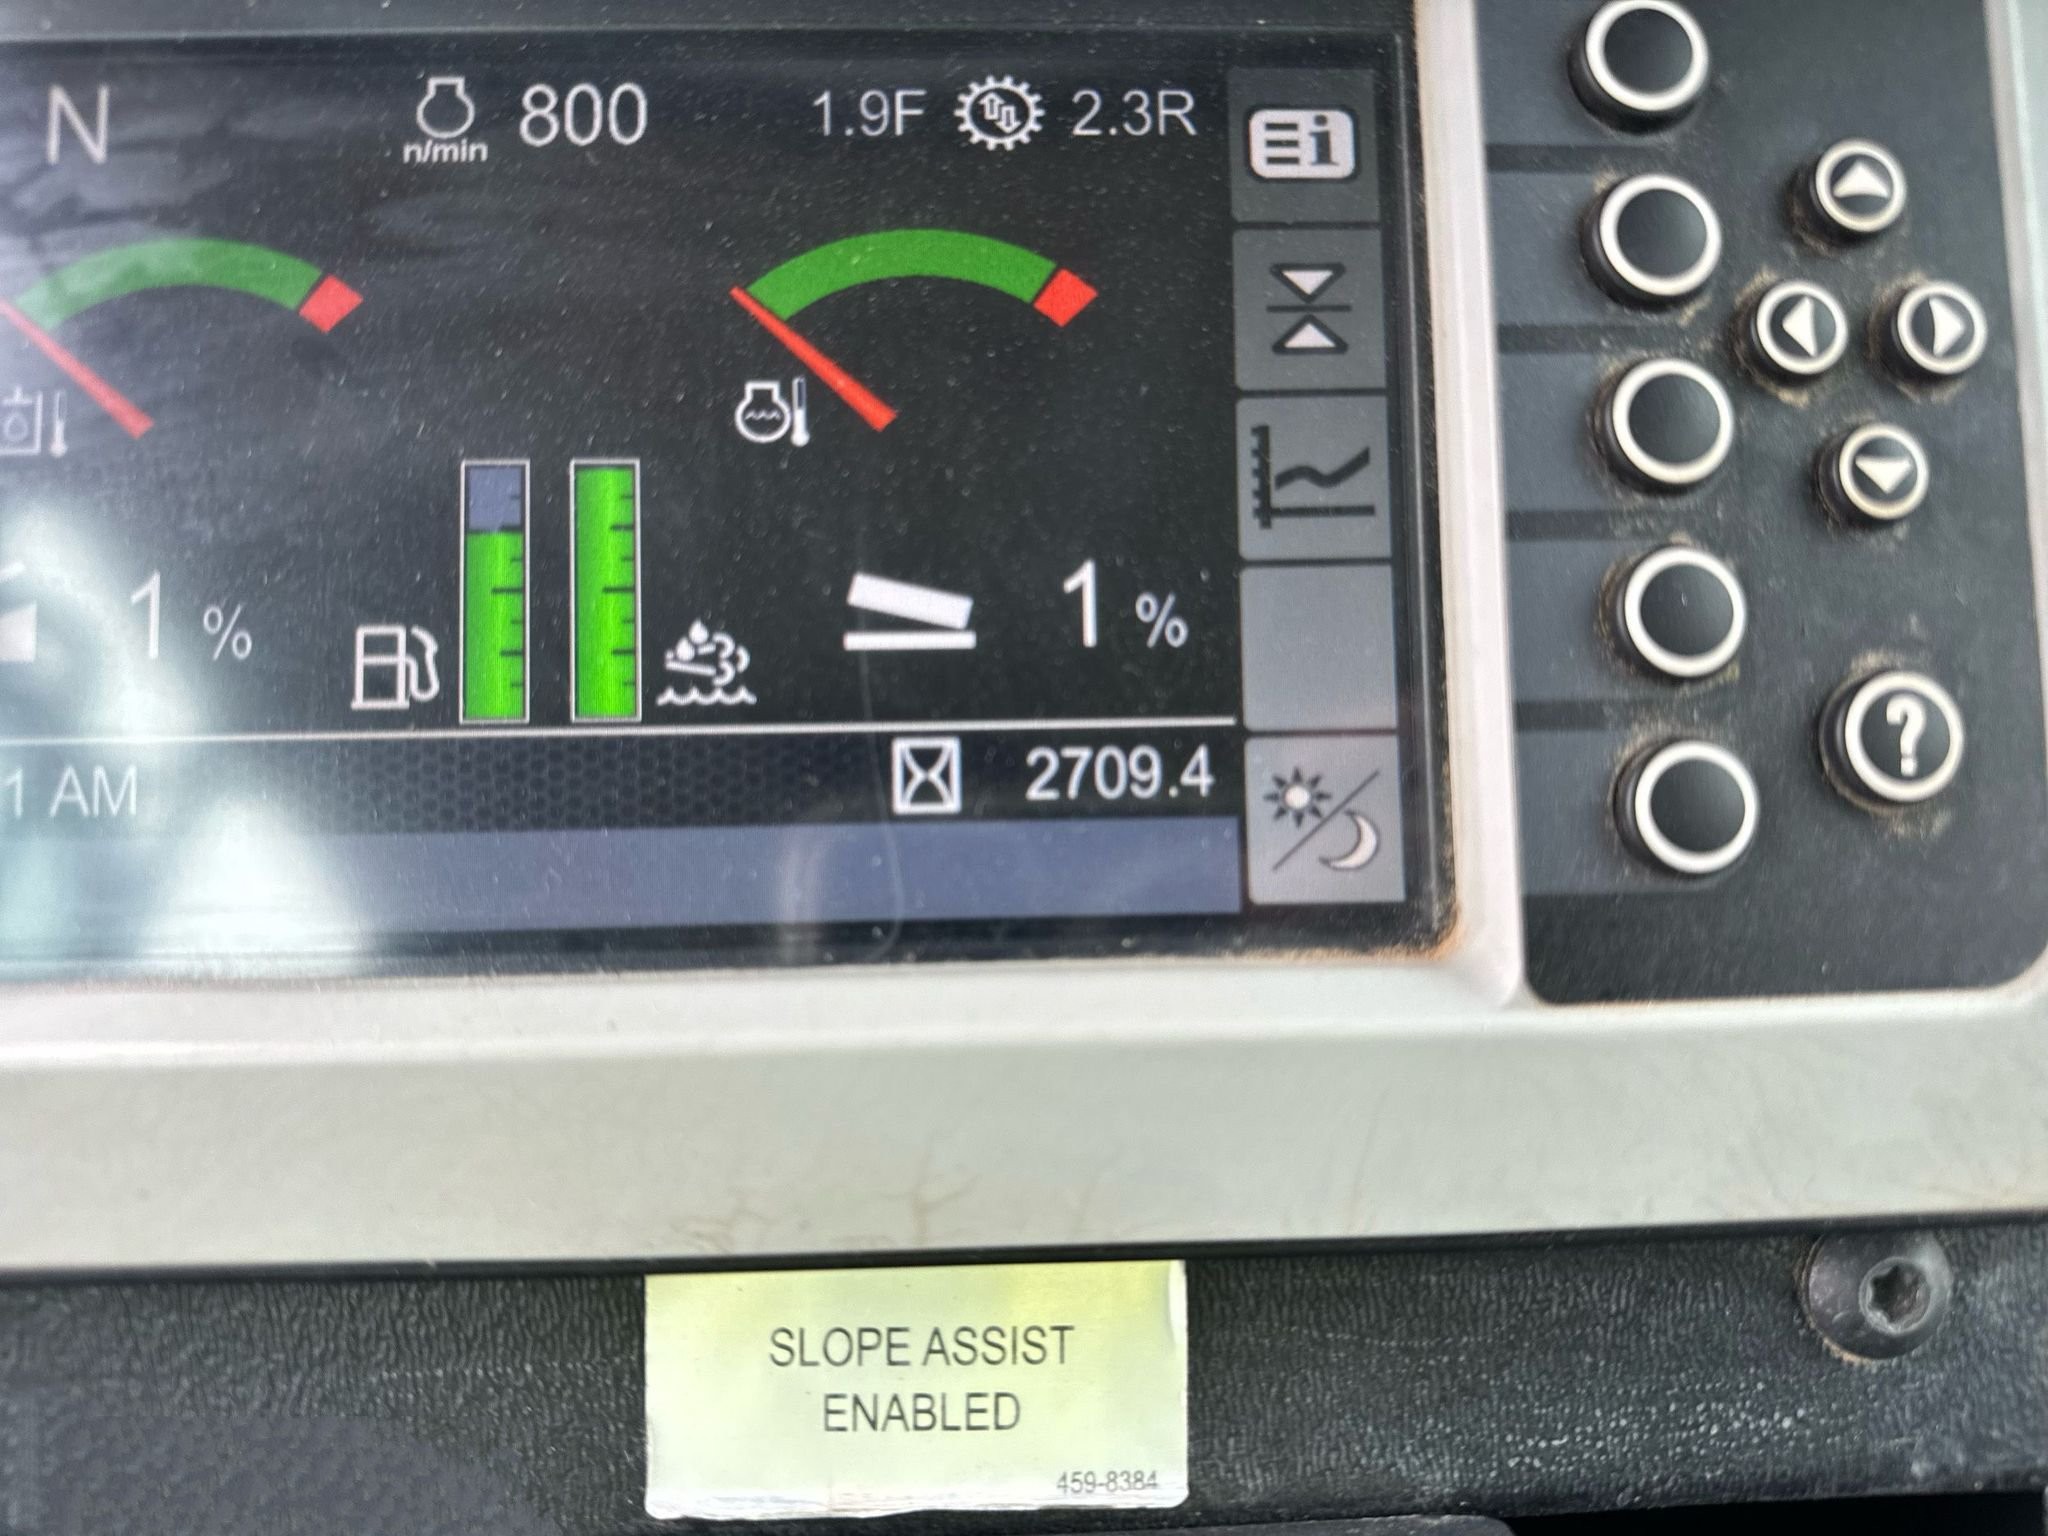 N
n/min 800
1.9F 2.3R
i
1 %
1 %
1 AM
2709.4
?
SLOPE ASSIST
ENABLED
459-8384